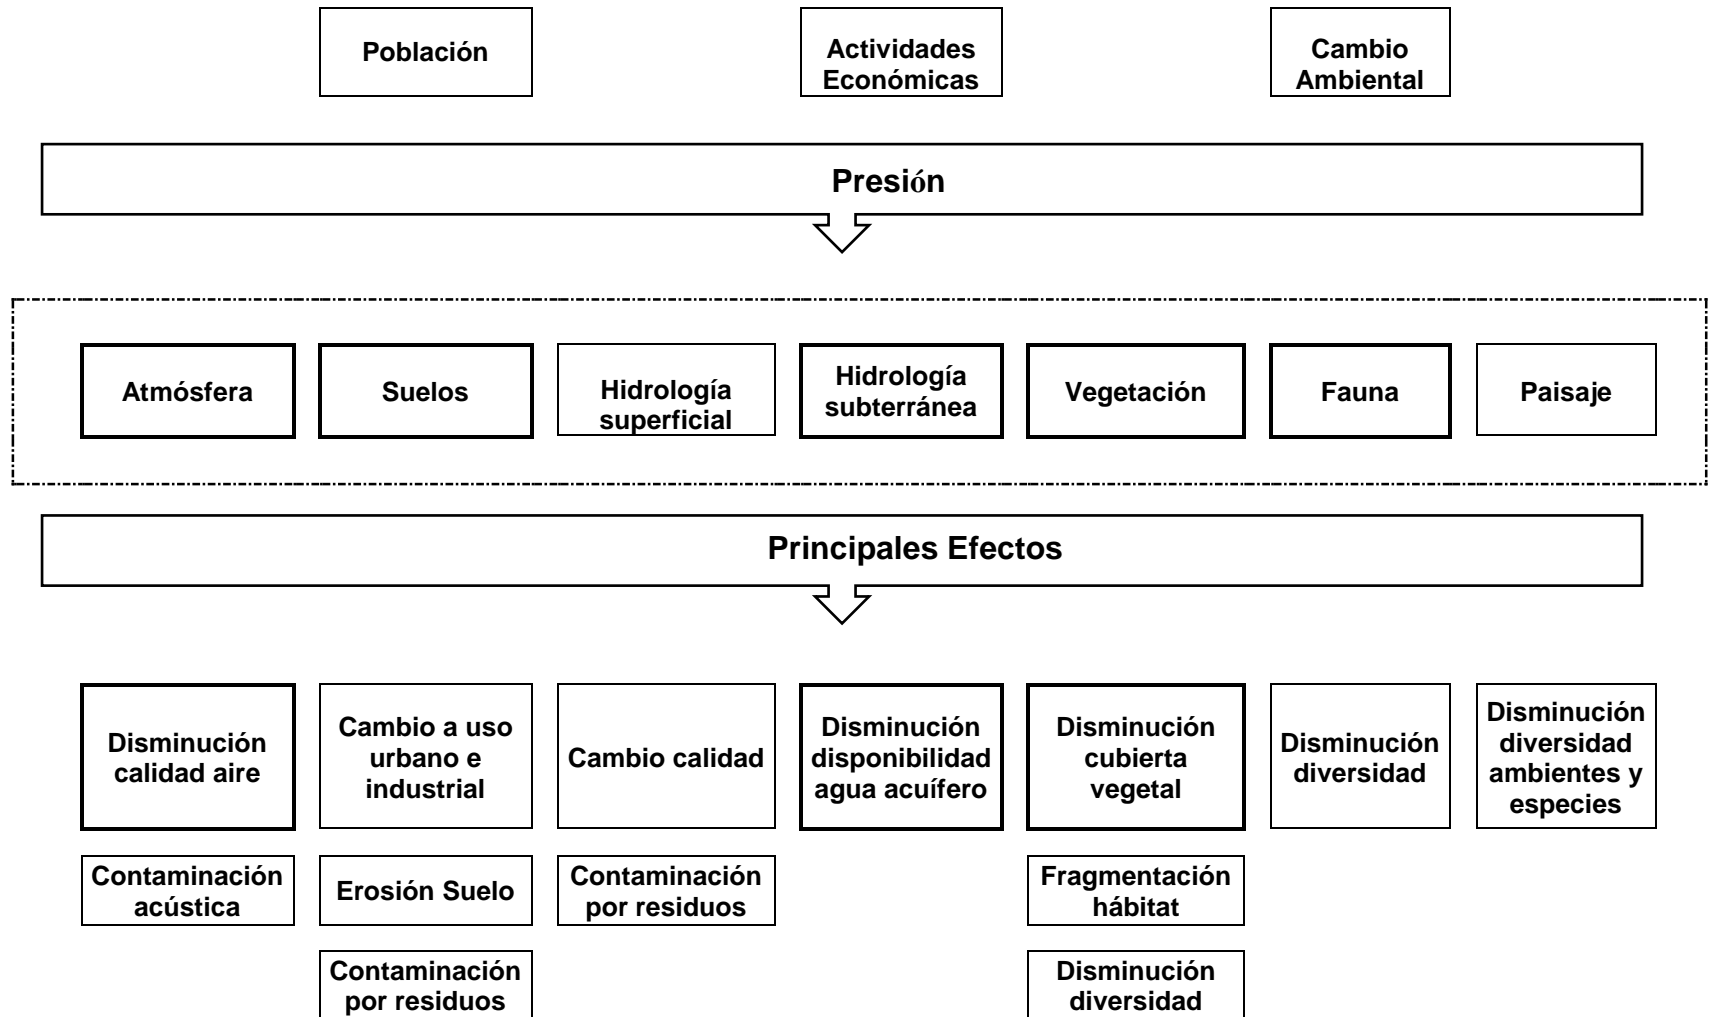 Población
Actividades
Económicas
Cambio
Ambiental
Presión
Atmósfera
Suelos
Hidrología
superficial
Hidrología
subterránea
Vegetación
Fauna
Paisaje
Principales Efectos
Disminución
calidad aire
Cambio a uso
urbano e
industrial
Cambio calidad
Disminución
disponibilidad
agua acuífero
Disminución
cubierta
vegetal
Disminución
diversidad
Disminución
diversidad
ambientes y
especies
Contaminación
acústica
Erosión Suelo
Contaminación
por residuos
Fragmentación
hábitat
Contaminación
por residuos
Disminución
diversidad